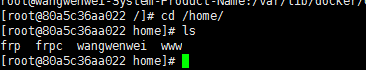 root@wangwenwei-System-Product-Name:/var/lib/docker/
[root@80a5c36aa022 /]# cd /home/
[root@80a5c36aa022 home]# ls
frp  frpc  wangwenwei  www
[root@80a5c36aa022 home]#